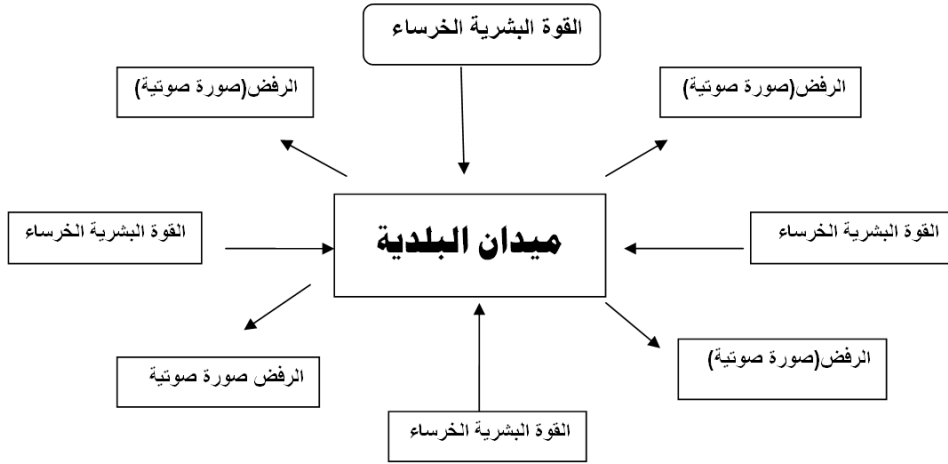 القوة البشرية الخرساء
الرفض(صورة صوتية)
الرفض(صورة صوتية)
القوة البشرية الخرساء
ميدان البلدية
القوة البشرية الخرساء
الرفض(صورة صوتية)
الرفض صورة صوتية
القوة البشرية الخرساء